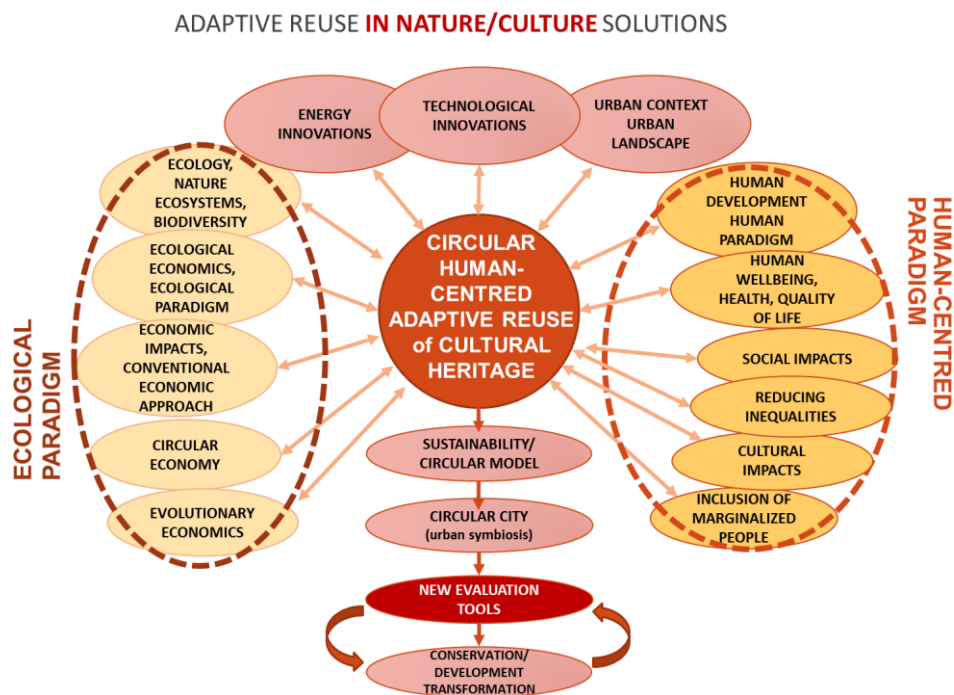 ADAPTIVE REUSE IN NATURE/CULTURE SOLUTIONS
ENERGY
INNOVATIONS
TECHNOLOGICAL
INNOVATIONS
URBAN CONTEXT
URBAN
LANDSCAPE
ECOLOGICAL
PARADIGM
ECOLOGY,
NATURE
ECOSYSTEMS,
BIODIVERSITY
ECOLOGICAL
ECONOMICS,
ECOLOGICAL
PARADIGM
ECONOMIC
IMPACTS,
CONVENTIONAL
ECONOMIC
APPROACH
CIRCULAR
ECONOMY
EVOLUTIONARY
ECONOMICS
CIRCULAR
HUMAN-
CENTRED
ADAPTIVE REUSE
of CULTURAL
HERITAGE
HUMAN
DEVELOPMENT
HUMAN
PARADIGM
HUMAN
WELLBEING,
HEALTH, QUALITY
OF LIFE
SOCIAL IMPACTS
REDUCING
INEQUALITIES
CULTURAL
IMPACTS
INCLUSION OF
MARGINALIZED
PEOPLE
HUMAN-CENTRED
PARADIGM
SUSTAINABILITY/
CIRCULAR MODEL
CIRCULAR CITY
(urban symbiosis)
NEW EVALUATION
TOOLS
CONSERVATION/
DEVELOPMENT
TRANSFORMATION